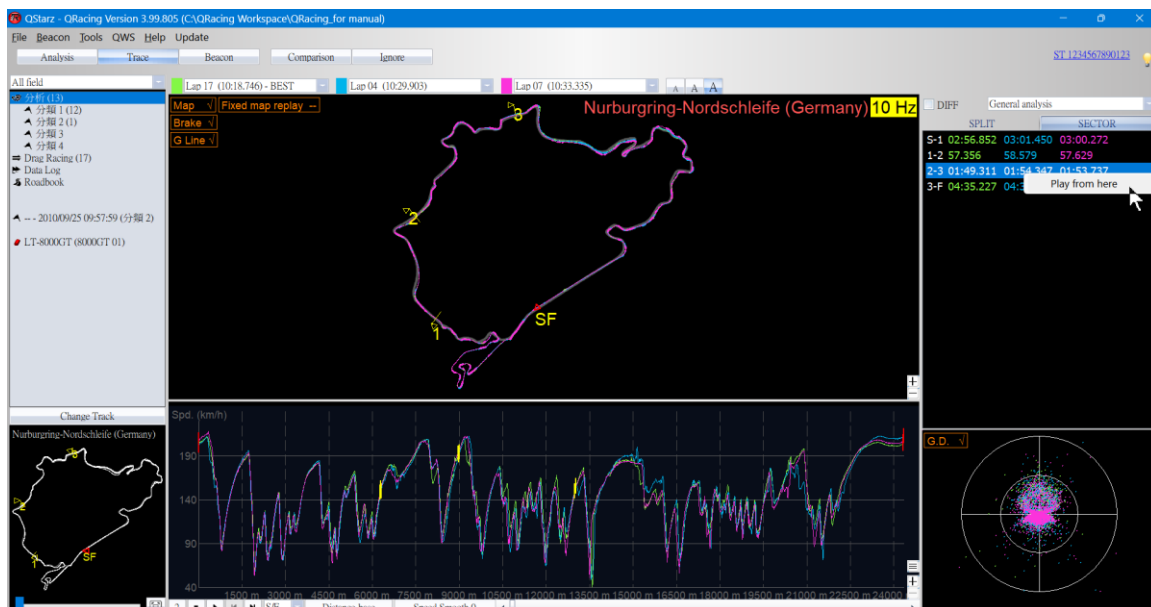 QStarz - QRacing Version 3.99.805 (C:\QRacing Workspace\QRacing_for manual)
File Beacon Tools QWS Help Update
Analysis Trace Beacon Comparison Ignore
ST 1234567890123
All field
Lap 17 (10:18.746) - BEST
Lap 04 (10:29,903)
Lap 07 (10:33.335)
A A A
分析 (13)
分類 1 (12)
分類 2 (1)
分類 3
分類 4
Drag Racing (17)
Data Log
Roadbook
-- - 2010/09/25 09:57:59 (分類 2)
LT-8000GT (8000GT 01)
Map √
Fixed map replay --
Brake √
G Line √
Nurburgring-Nordschleife (Germany)
10 Hz
3
2
1
SF
DIFF
General analysis
SPLIT SECTOR
S-1 02:56.852 03:01.450 03:00.272
1-2 57.356 58.579 57.629
2-3 01:49.311 01:54.347 01:53.737
3-F 04:35.227 04:3
Play from here
Change Track
Nurburgring-Nordschleife (Germany)
3
2
1
SF
Spd. (km/h)
190
140
90
40
1500 m 3000 m 4500 m 6000 m 7500 m 9000 m 10500 m 12000 m 13500 m 15000 m 16500 m 18000 m 19500 m 21000 m 22500 m 24000 m
G.D. √
2
S/F
Distance base
Speed Smooth 0